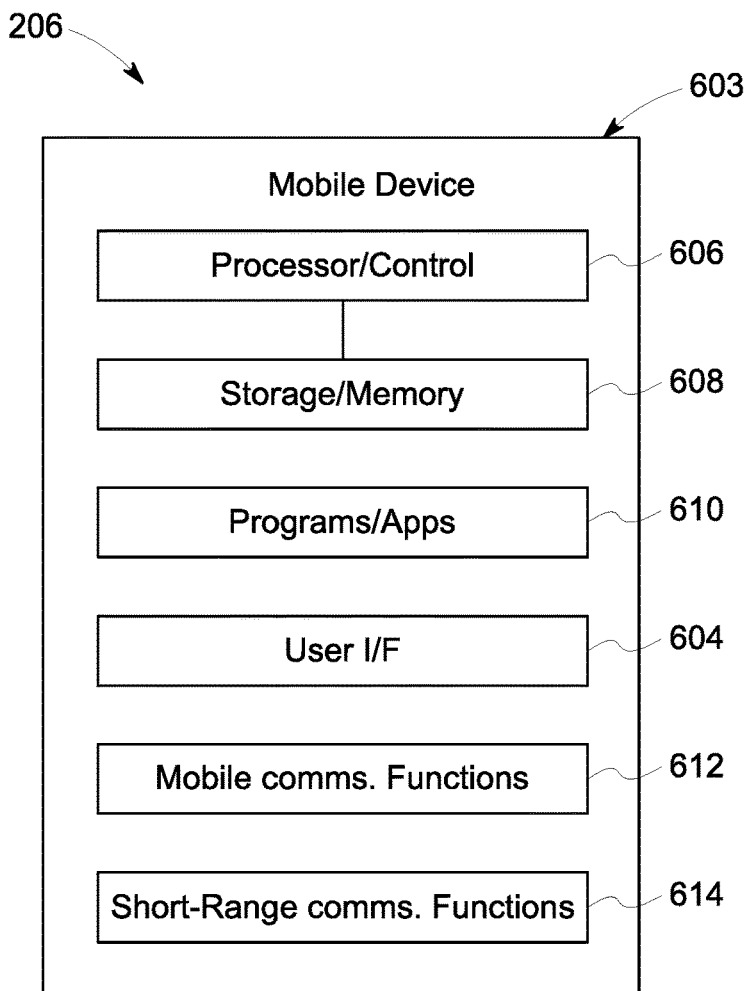 206
603
Mobile Device
Processor/Control
606
Storage/Memory
608
Programs/Apps
610
User I/F
604
Mobile comms. Functions
612
Short-Range comms. Functions
614